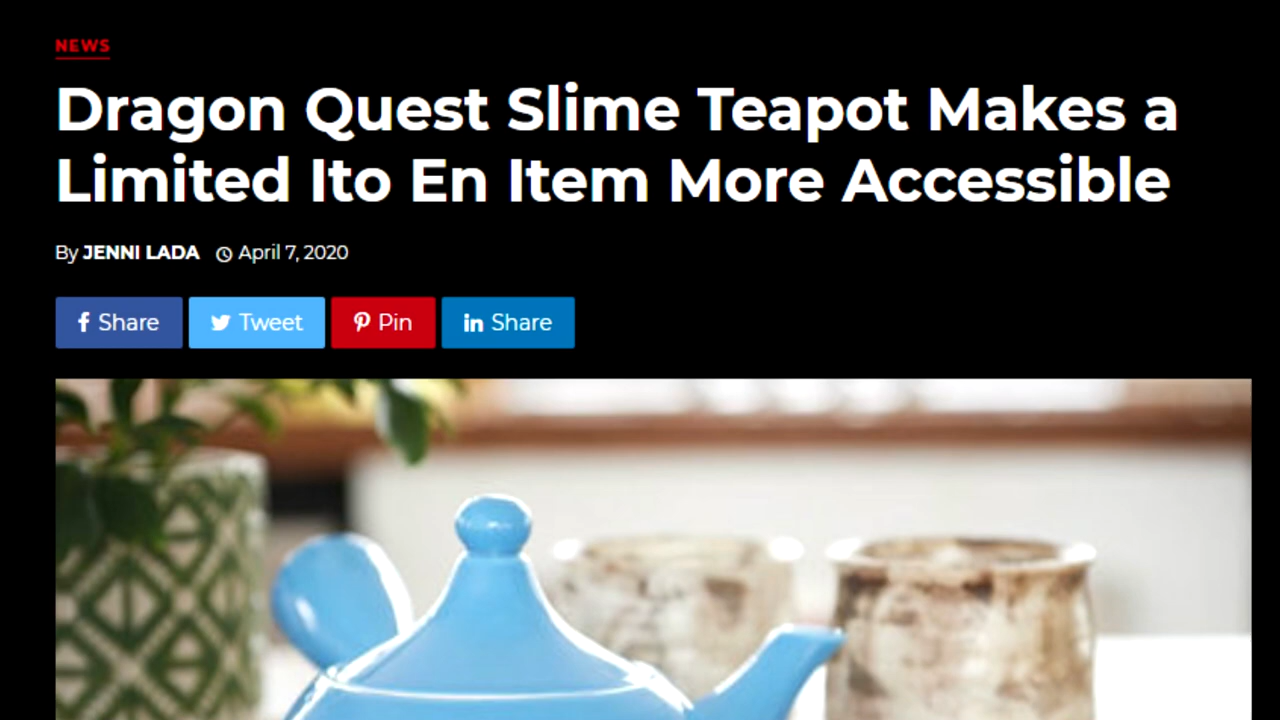 NEWS
Dragon Quest Slime Teapot Makes a
Limited Ito En Item More Accessible
By JENNI LADA April 7, 2020
Share Tweet Pin Share